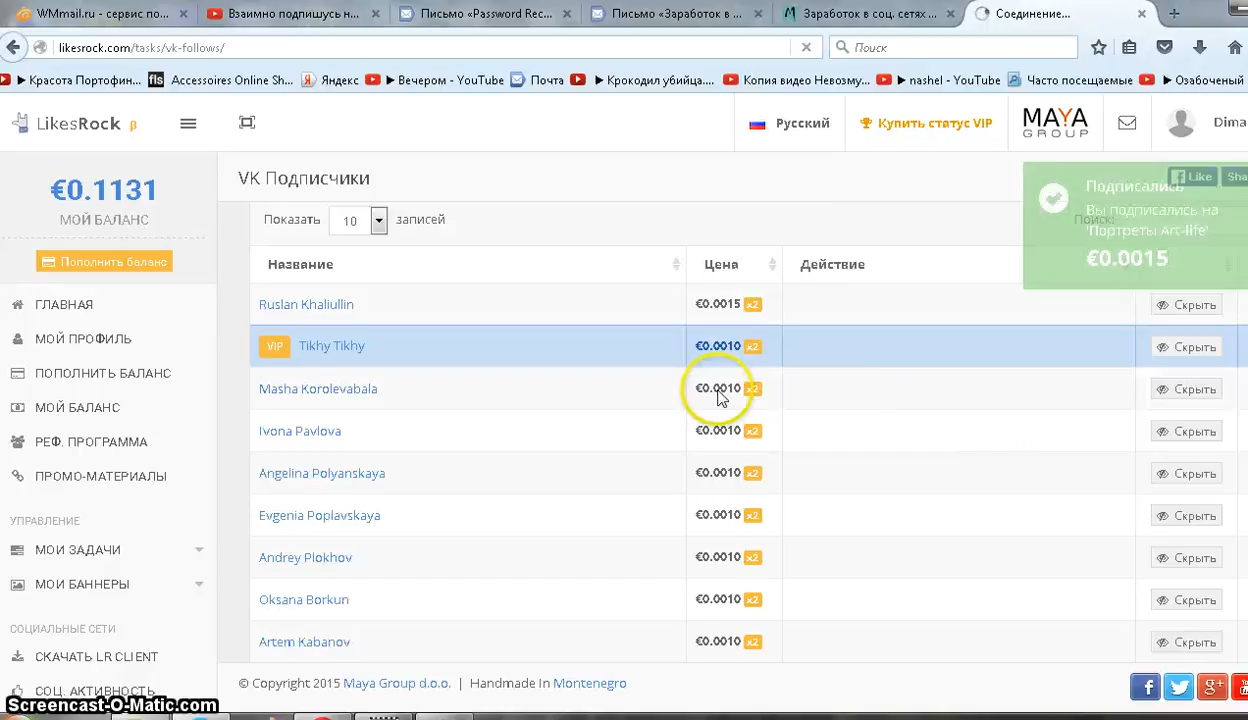 WMmail.ru - сервис по...
Взаимно подпишусь н...
Письмо «Password Rec...
Письмо «Заработок в ...
Заработок в соц. сетях ...
Соединение...
likesrock.com/tasks/vk-follows/
Поиск
Красота Портофин...
Accessoires Online Sh...
Яндекс
Вечером - YouTube
Почта
Крокодил убийца....
Копия видео Невозму...
nashel - YouTube
Часто посещаемые
Озабоченый
LikesRock β
Русский
Купить статус VIP
MAYA GROUP
Dima
€0.1131
МОЙ БАЛАНС
Пополнить баланс
ГЛАВНАЯ
МОЙ ПРОФИЛЬ
ПОПОЛНИТЬ БАЛАНС
МОЙ БАЛАНС
РЕФ. ПРОГРАММА
ПРОМО-МАТЕРИАЛЫ
УПРАВЛЕНИЕ
МОИ ЗАДАЧИ
МОИ БАННЕРЫ
СОЦИАЛЬНЫЕ СЕТИ
СКАЧАТЬ LR CLIENT
СОЦ. АКТИВНОСТЬ
VK Подписчики
Like
Sha
Подписались
Вы подписались на
'Портреты Art-life'
€0.0015
Показать 10 записей
Поиск:
Название Цена Действие
Ruslan Khaliullin €0.0015 x2 Скрыть
VIP Tikhy Tikhy €0.0010 x2 Скрыть
Masha Korolevabala €0.0010 x2 Скрыть
Ivona Pavlova €0.0010 x2 Скрыть
Angelina Polyanskaya €0.0010 x2 Скрыть
Evgenia Poplavskaya €0.0010 x2 Скрыть
Andrey Plokhov €0.0010 x2 Скрыть
Oksana Borkun €0.0010 x2 Скрыть
Artem Kabanov €0.0010 x2 Скрыть
© Copyright 2015 Maya Group d.o.o. | Handmade In Montenegro
Screencast-O-Matic.com